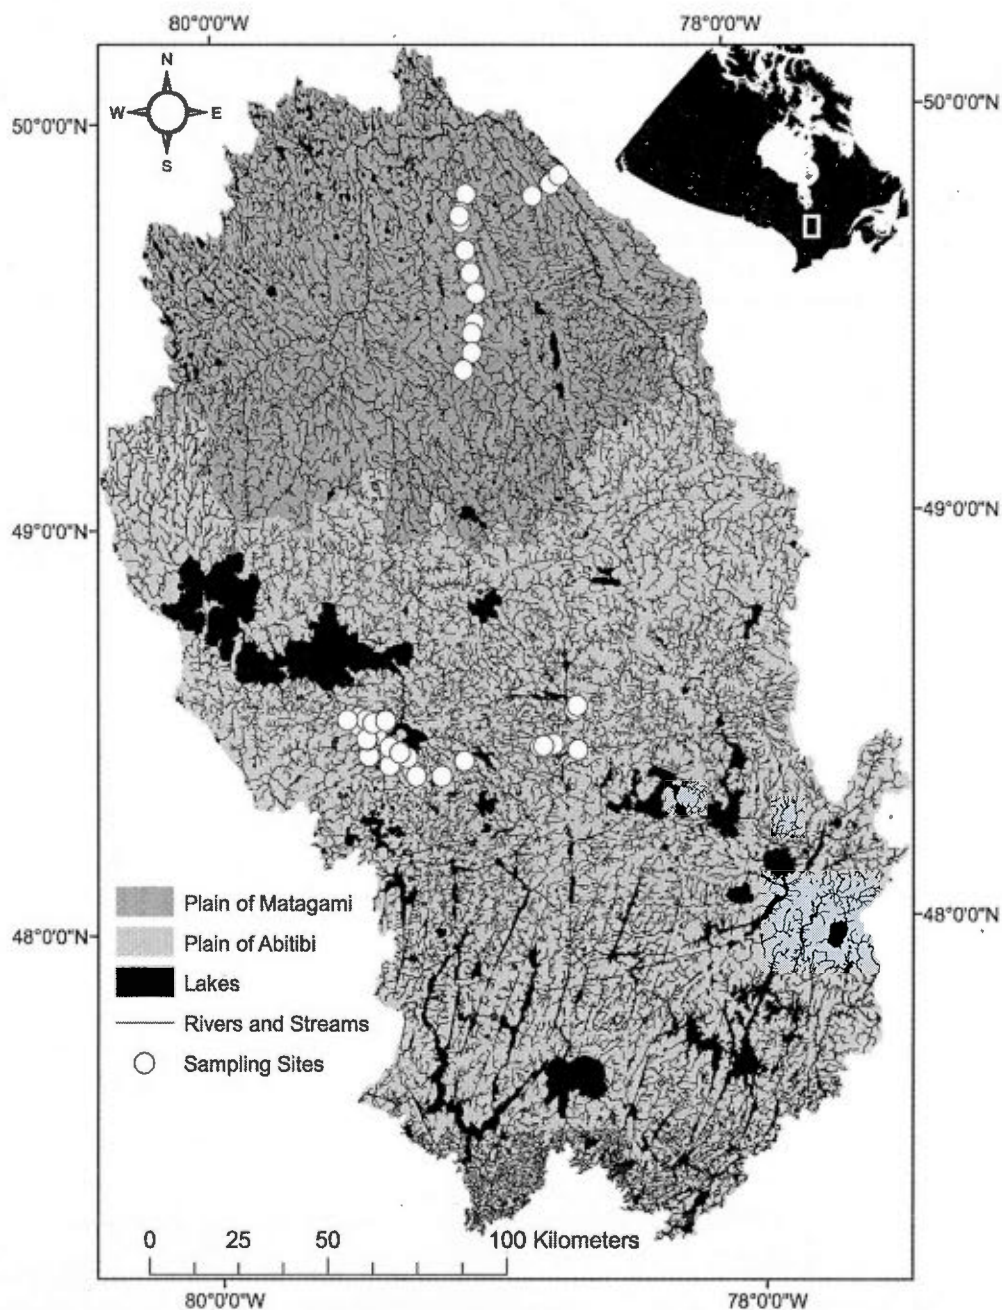 80°0'0"W
78°0'0"W
N
W
E
S
50°0'0"N
50°0'0"N
49°0'0"N
49°0'0"N
Plain of Matagami
Plain of Abitibi
48°0'0"N
48°0'0"N
Lakes
Rivers and Streams
Sampling Sites
0 25 50 100 Kilometers
80°0'0"W
78°0'0"W